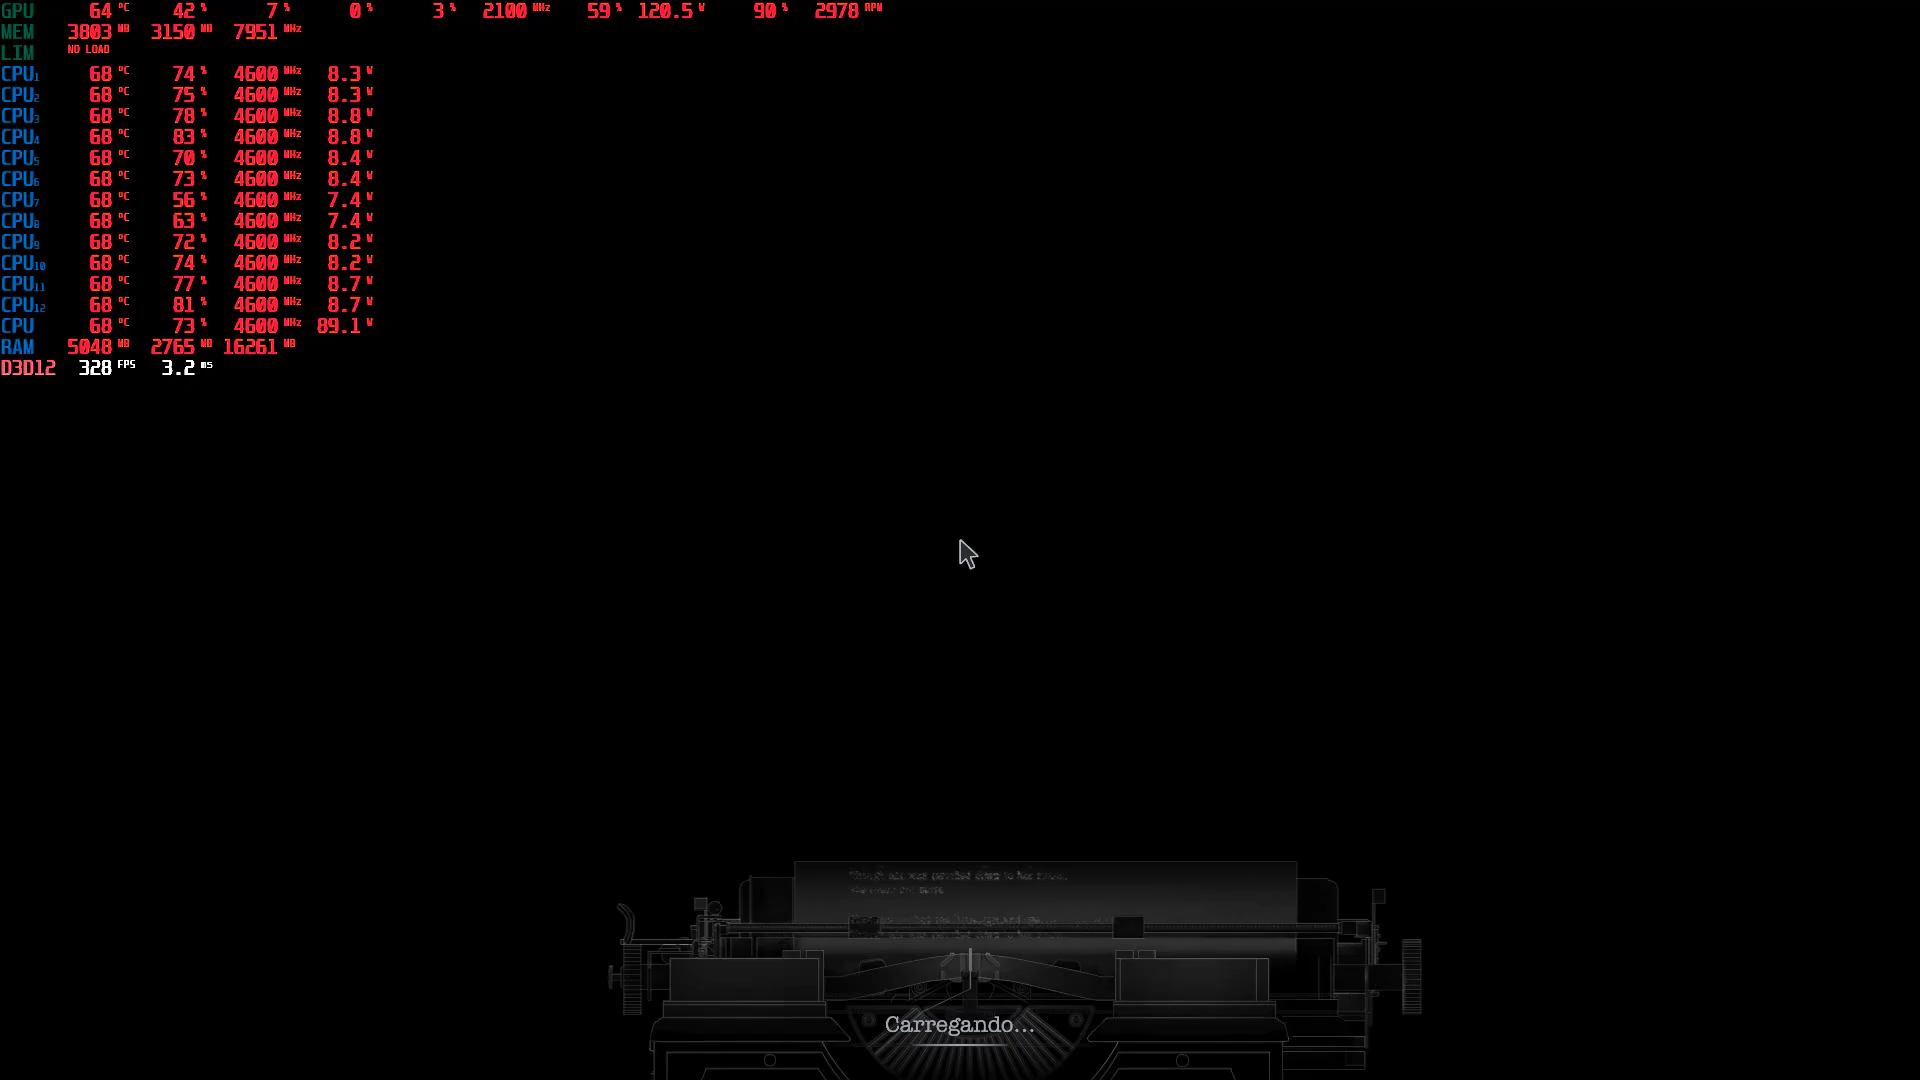 GPU 64 °C 42 % 7 % 0 % 3 % 2100 MHz 59 % 120.5 W 90 % 2978 RPM
MEM 3803 MB 3150 MB 7951 MHz
LIM NO LOAD
CPU1 68 °C 74 % 4600 MHz 8.3 W
CPU2 68 °C 75 % 4600 MHz 8.3 W
CPU3 68 °C 78 % 4600 MHz 8.8 W
CPU4 68 °C 83 % 4600 MHz 8.8 W
CPU5 68 °C 70 % 4600 MHz 8.4 W
CPU6 68 °C 73 % 4600 MHz 8.4 W
CPU7 68 °C 56 % 4600 MHz 7.4 W
CPU8 68 °C 63 % 4600 MHz 7.4 W
CPU9 68 °C 72 % 4600 MHz 8.2 W
CPU10 68 °C 74 % 4600 MHz 8.2 W
CPU11 68 °C 77 % 4600 MHz 8.7 W
CPU12 68 °C 81 % 4600 MHz 8.7 W
CPU 68 °C 73 % 4600 MHz 89.1 W
RAM 5048 MB 2765 MB 16261 MB
D3D12 328 FPS 3.2 ms
Carregando...